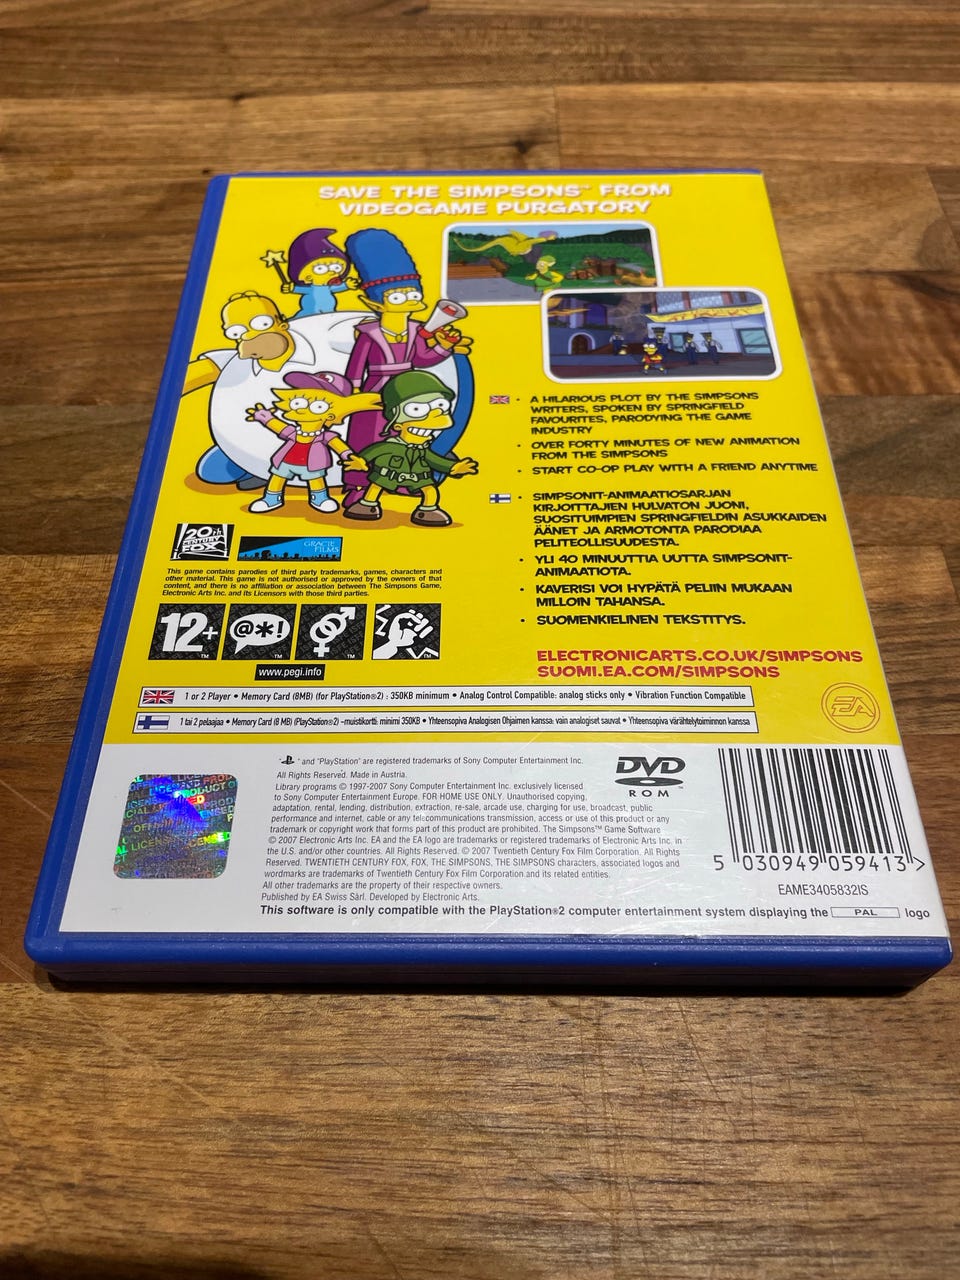 SAVE THE SIMPSONS™ FROM
VIDEOGAME PURGATORY
• A HILARIOUS PLOT BY THE SIMPSONS
WRITERS, SPOKEN BY SPRINGFIELD
FAVOURITES, PARODYING THE GAME
INDUSTRY
• OVER FORTY MINUTES OF NEW ANIMATION
FROM THE SIMPSONS
• START CO-OP PLAY WITH A FRIEND ANYTIME
• SIMPSONIT-ANIMAATIOSARJAN
KIRJOITTAJIEN HULVATON JUONI,
SUOSITUIMPIEN SPRINGFIELDIN ASUKKAIDEN
ÄÄNET JA ARMOTONTA PARODIAA
PELITEOLLISUUDESTA.
• YLI 40 MINUUTTIA UUTTA SIMPSONIT-
ANIMAATIOTA.
• KAVERISI VOI HYPÄTÄ PELIIN MUKAAN
MILLOIN TAHANSA.
• SUOMENKIELINEN TEKSTITYS.
20TH
CENTURY
FOX
GRACIE
FILMS
This game contains parodies of third party trademarks, games, characters and
other material. This game is not authorised or approved by the owners of that
content, and there is no affiliation or association between The Simpsons Game,
Electronic Arts Inc. and its Licensors with those third parties.
12+
@*!
www.pegi.info
ELECTRONICARTS.CO.UK/SIMPSONS
SUOMI.EA.COM/SIMPSONS
1 or 2 Player • Memory Card (8MB) (for PlayStation®2) : 350KB minimum • Analog Control Compatible: analog sticks only • Vibration Function Compatible
1 tai 2 pelaajaa • Memory Card (8 MB) (PlayStation®2) –muistikortti: minimi 350KB • Yhteensopiva Analogisen Ohjaimen kanssa: vain analogiset sauvat • Yhteensopiva värähtelytoiminnon kanssa
EA
" and "PlayStation" are registered trademarks of Sony Computer Entertainment Inc.
All Rights Reserved. Made in Austria.
Library programs © 1997-2007 Sony Computer Entertainment Inc. exclusively licensed
to Sony Computer Entertainment Europe. FOR HOME USE ONLY. Unauthorised copying,
adaptation, rental, lending, distribution, extraction, re-sale, arcade use, charging for use, broadcast, public
performance and internet, cable or any telecommunications transmission, access or use of this product or any
trademark or copyright work that forms part of this product are prohibited. The Simpsons™ Game Software
© 2007 Electronic Arts Inc. EA and the EA logo are trademarks or registered trademarks of Electronic Arts Inc. in
the U.S. and/or other countries. All Rights Reserved. © 2007 Twentieth Century Fox Film Corporation. All Rights
Reserved. TWENTIETH CENTURY FOX, FOX, THE SIMPSONS, THE SIMPSONS characters, associated logos and
wordmarks are trademarks of Twentieth Century Fox Film Corporation and its related entities.
All other trademarks are the property of their respective owners.
Published by EA Swiss Sàrl. Developed by Electronic Arts.
This software is only compatible with the PlayStation®2 computer entertainment system displaying the PAL logo
DVD
ROM
5 030949 059413 >
EAME3405832IS